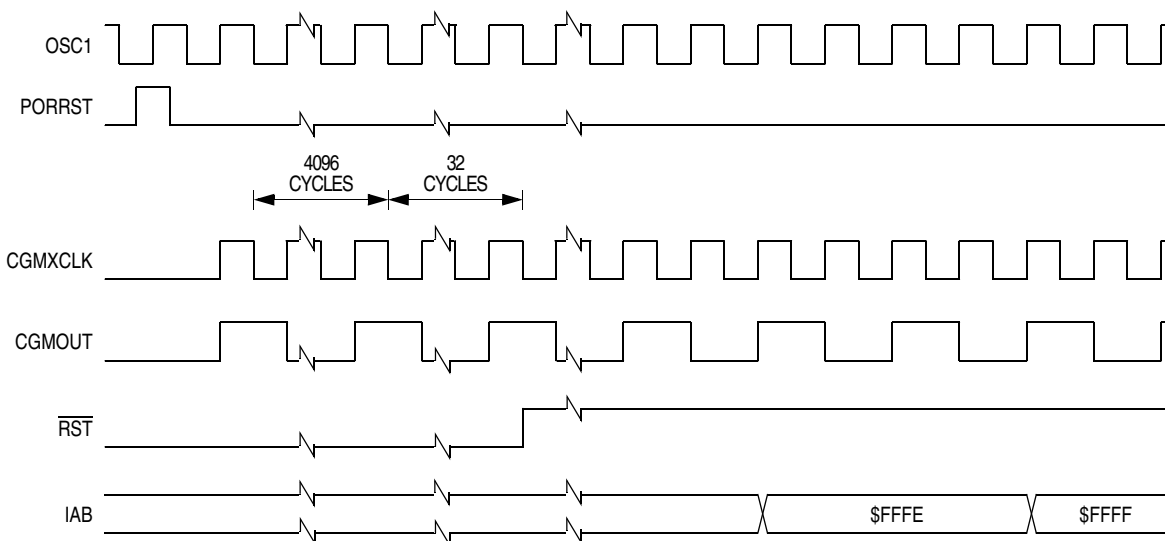 OSC1
PORRST
4096
CYCLES
32
CYCLES
CGMXCLK
CGMOUT
RST
IAB
$FFFE
$FFFF